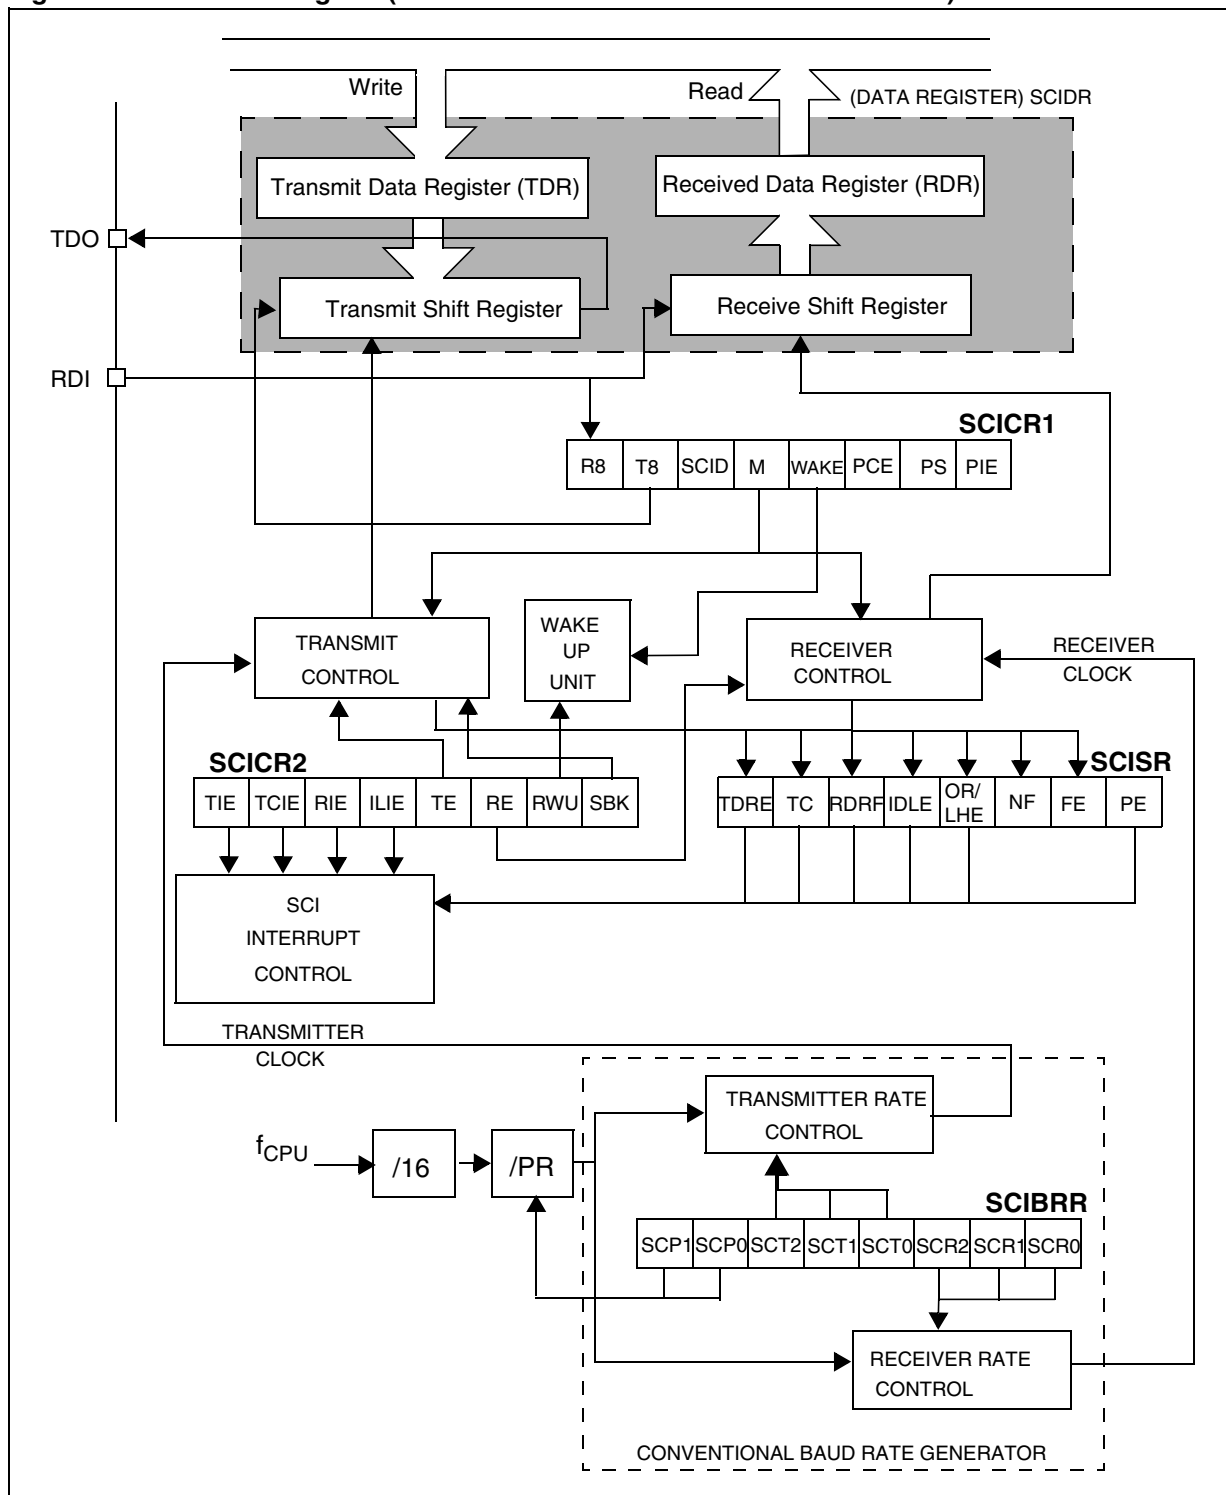 Write
Read
(DATA REGISTER) SCIDR
Transmit Data Register (TDR)
Received Data Register (RDR)
TDO
Transmit Shift Register
Receive Shift Register
RDI
SCICR1
R8 T8 SCID M WAKE PCE PS PIE
TRANSMIT
CONTROL
WAKE
UP
UNIT
RECEIVER
CONTROL
RECEIVER
CLOCK
SCICR2
TIE TCIE RIE ILIE TE RE RWU SBK
SCISR
TDRE TC RDRF IDLE OR/ LHE NF FE PE
SCI
INTERRUPT
CONTROL
TRANSMITTER
CLOCK
TRANSMITTER RATE
CONTROL
fCPU
/16
/PR
SCIBRR
SCP1 SCP0 SCT2 SCT1 SCT0 SCR2 SCR1 SCR0
RECEIVER RATE
CONTROL
CONVENTIONAL BAUD RATE GENERATOR